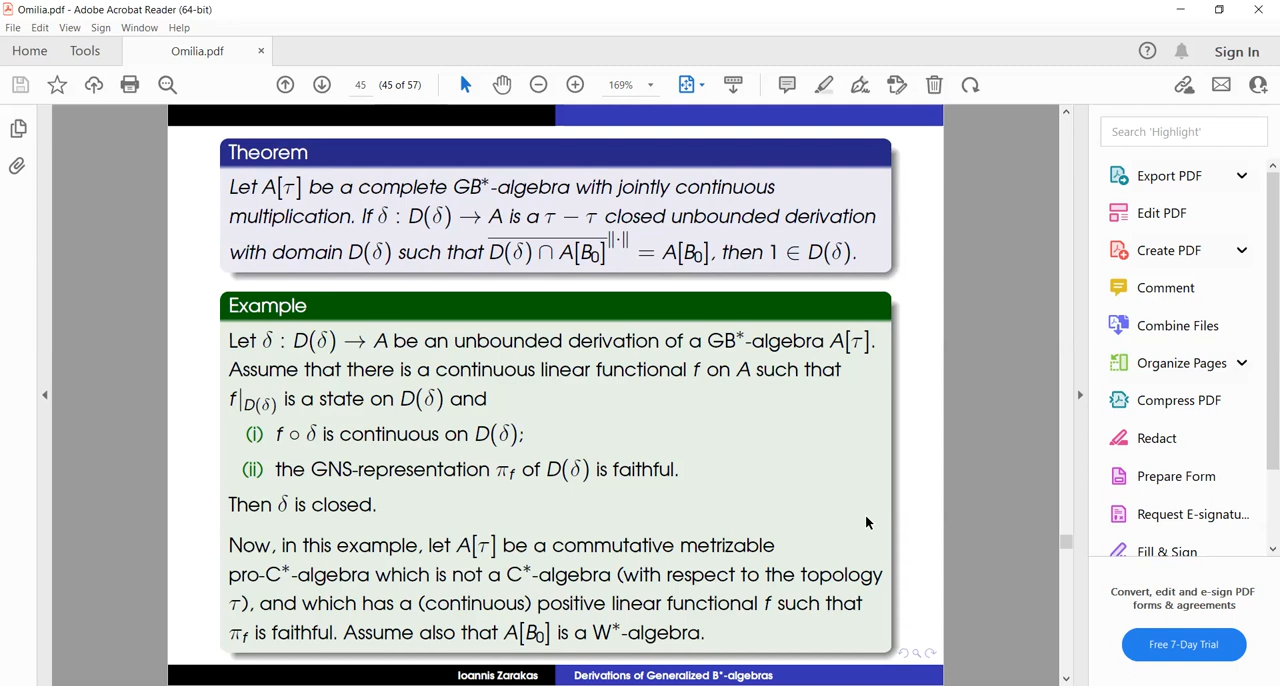 Omilia.pdf - Adobe Acrobat Reader (64-bit)
File Edit View Sign Window Help
Home Tools Omilia.pdf × Sign In
45 (45 of 57) 169%
Theorem
Let A[τ] be a complete GB*-algebra with jointly continuous
multiplication. If δ : D(δ) → A is a τ − τ closed unbounded derivation
with domain D(δ) such that \overline{D(δ) ∩ A[B₀]}^{‖·‖} = A[B₀], then 1 ∈ D(δ).
Example
Let δ : D(δ) → A be an unbounded derivation of a GB*-algebra A[τ].
Assume that there is a continuous linear functional f on A such that
f|_{D(δ)} is a state on D(δ) and
(i) f ∘ δ is continuous on D(δ);
(ii) the GNS-representation π_f of D(δ) is faithful.
Then δ is closed.
Now, in this example, let A[τ] be a commutative metrizable
pro-C*-algebra which is not a C*-algebra (with respect to the topology
τ), and which has a (continuous) positive linear functional f such that
π_f is faithful. Assume also that A[B₀] is a W*-algebra.
Ioannis Zarakas Derivations of Generalized B*-algebras
Search 'Highlight'
Export PDF
Edit PDF
Create PDF
Comment
Combine Files
Organize Pages
Compress PDF
Redact
Prepare Form
Request E-signatu...
Fill & Sign
Convert, edit and e-sign PDF
forms & agreements
Free 7-Day Trial